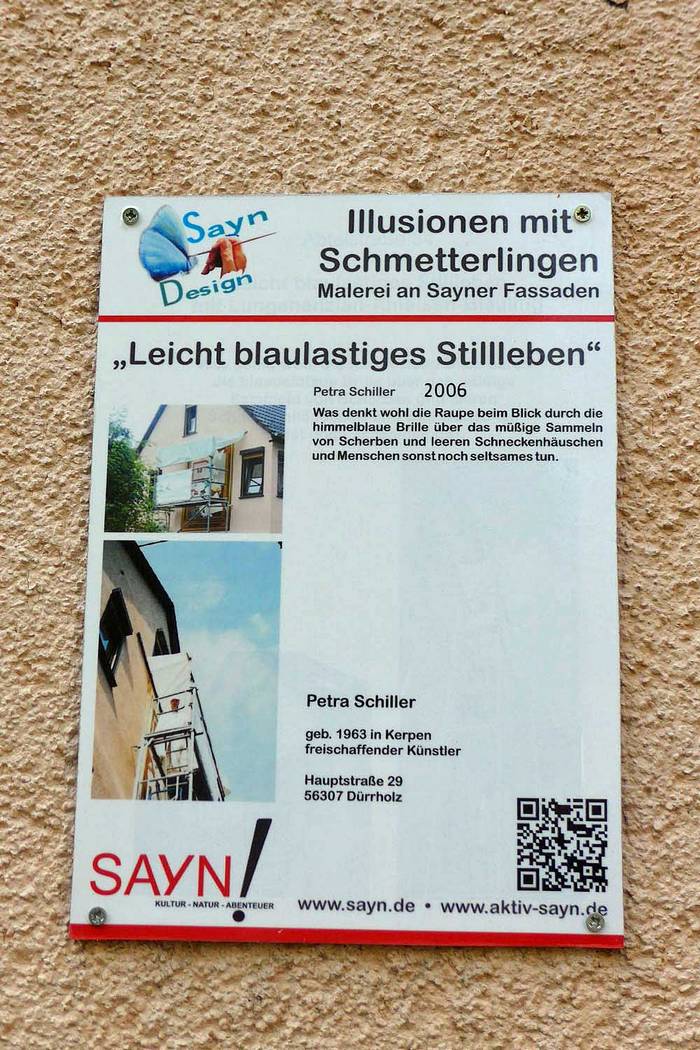 Sayn
Design
Illusionen mit
Schmetterlingen
Malerei an Sayner Fassaden
„Leicht blaulastiges Stillleben“
Petra Schiller 2006
Was denkt wohl die Raupe beim Blick durch die
himmelblaue Brille über das müßige Sammeln
von Scherben und leeren Schneckenhäuschen
und Menschen sonst noch seltsames tun.
Petra Schiller
geb. 1963 in Kerpen
freischaffender Künstler
Hauptstraße 29
56307 Dürrholz
SAYN!
KULTUR - NATUR - ABENTEUER
www.sayn.de • www.aktiv-sayn.de